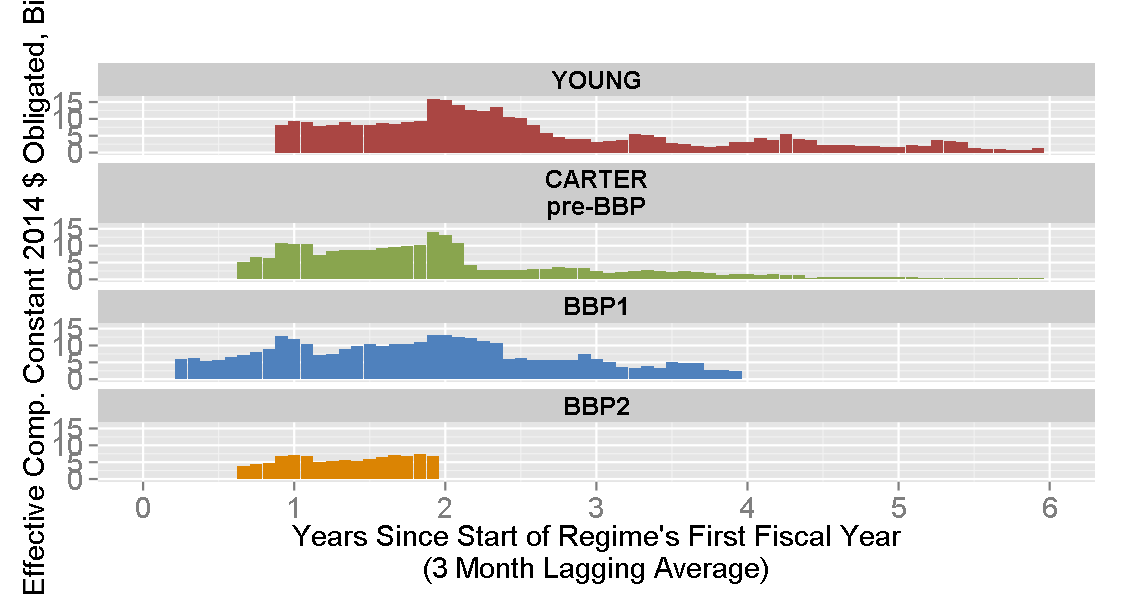 Effective Comp. Constant 2014 $ Obligated,
YOUNG
15
10
5
0
CARTER
pre-BBP
15
10
5
0
BBP1
15
10
5
0
BBP2
15
10
5
0
0 1 2 3 4 5 6
Years Since Start of Regime's First Fiscal Year
(3 Month Lagging Average)